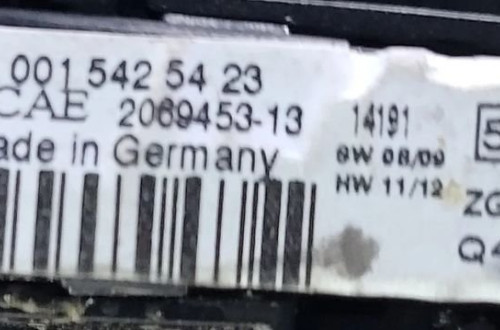 001 542 54 23
CAE 2069453-13 14191 5
ade in Germany SW 08/09
HW 11/12 ZG
Q4